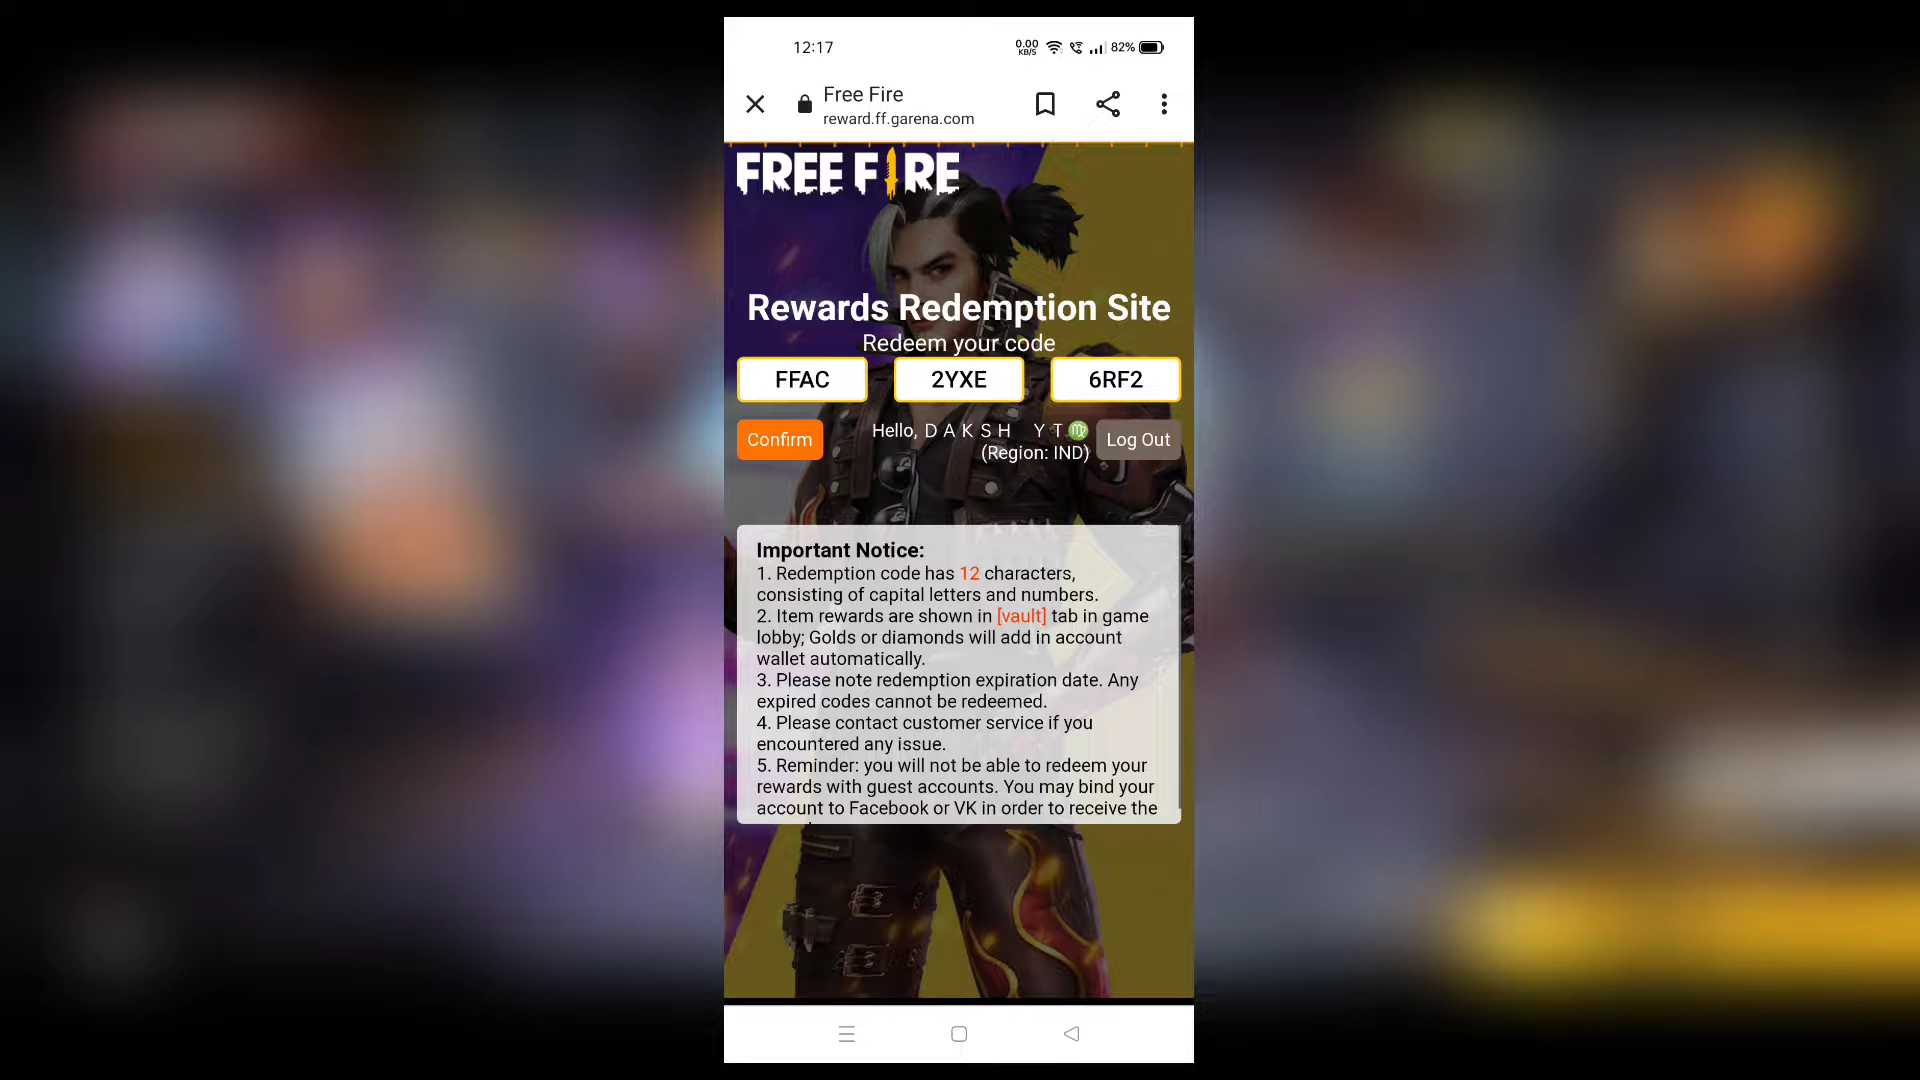 12:17
0.00
KB/S
82%
Free Fire
reward.ff.garena.com
FREE FIRE
Rewards Redemption Site
Redeem your code
FFAC 2YXE 6RF2
Confirm
Hello, D A K S H Y T♍
(Region: IND)
Log Out
Important Notice:
1. Redemption code has 12 characters,
consisting of capital letters and numbers.
2. Item rewards are shown in [vault] tab in game
lobby; Golds or diamonds will add in account
wallet automatically.
3. Please note redemption expiration date. Any
expired codes cannot be redeemed.
4. Please contact customer service if you
encountered any issue.
5. Reminder: you will not be able to redeem your
rewards with guest accounts. You may bind your
account to Facebook or VK in order to receive the